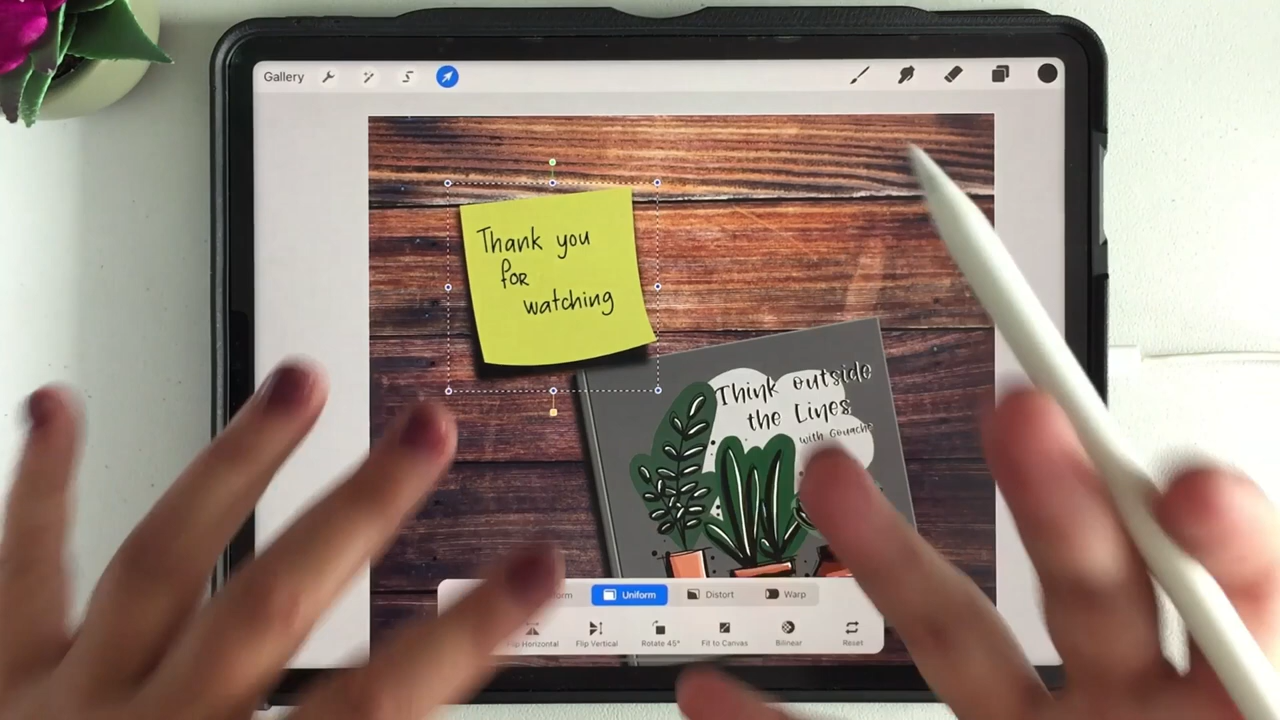 Gallery
Thank you
for
watching
Think outside
the Lines
with Gouache
Uniform
Distort
Warp
Flip Vertical
Rotate 45°
Fit to Canvas
Bilinear
Reset
Horizontal